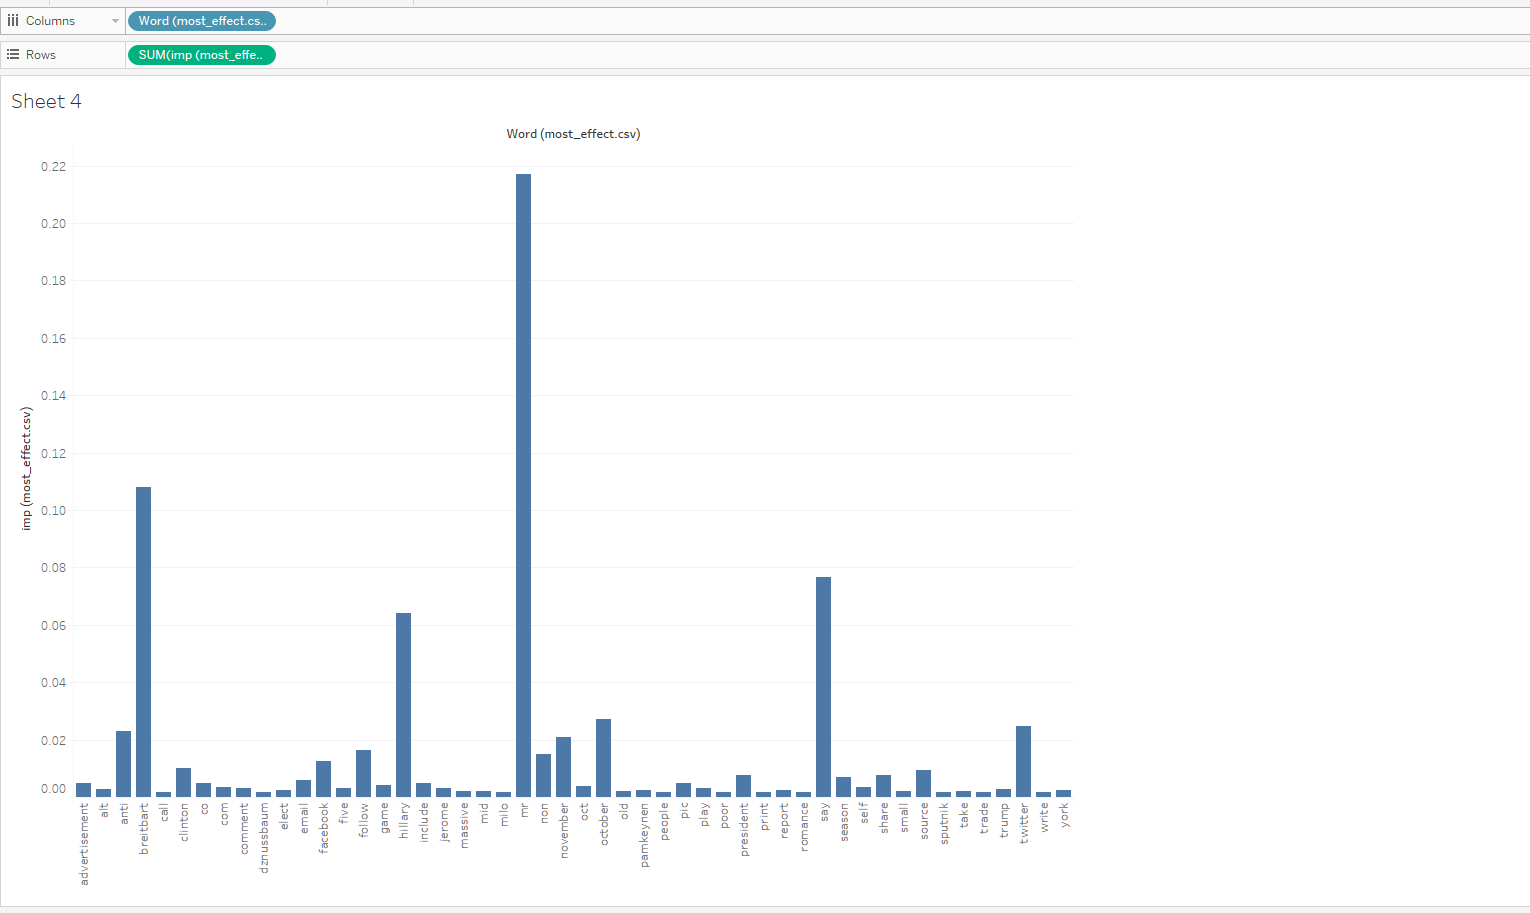 Columns
Word (most_effect.cs..
Rows
SUM(imp (most_effe..
Sheet 4
Word (most_effect.csv)
imp (most_effect.csv)
0.22
0.20
0.18
0.16
0.14
0.12
0.10
0.08
0.06
0.04
0.02
0.00
advertisement
alt
anti
breitbart
call
clinton
co
com
comment
dznussbaum
elect
email
facebook
five
follow
game
hillary
include
jerome
massive
mid
milo
mr
non
november
oct
october
old
pamkeynen
people
pic
play
poor
president
print
report
romance
say
season
self
share
small
source
sputnik
take
trade
trump
twitter
write
york